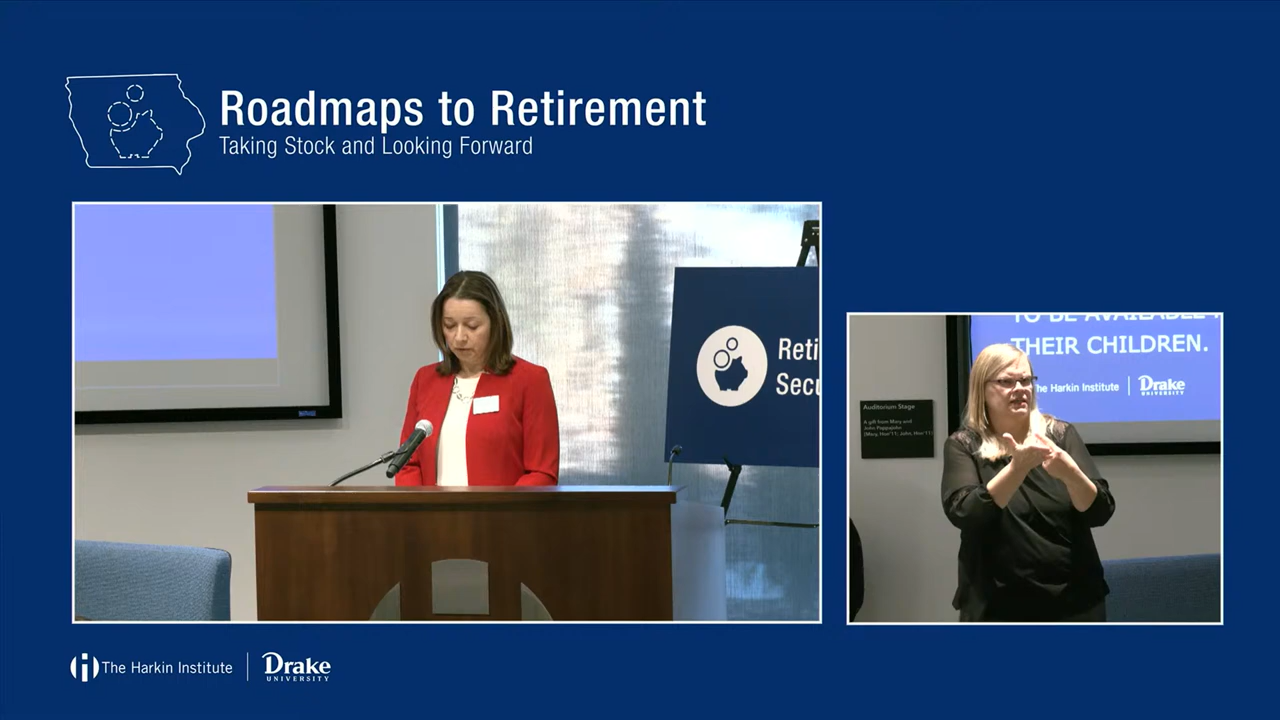 Roadmaps to Retirement
Taking Stock and Looking Forward
Reti
Secu
TO BE AVAILABLE
THEIR CHILDREN.
The Harkin Institute
Drake
UNIVERSITY
Auditorium Stage
A gift from Mary and
John Pappajohn
The Harkin Institute
Drake
UNIVERSITY